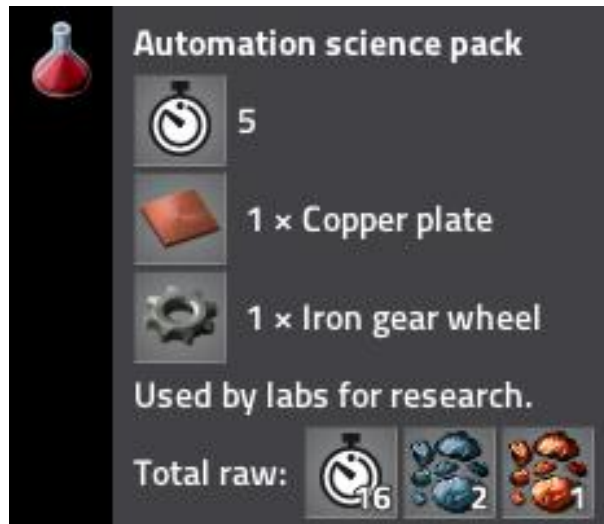 Automation science pack
5
1 × Copper plate
1 × Iron gear wheel
Used by labs for research.
Total raw: 16 2 1